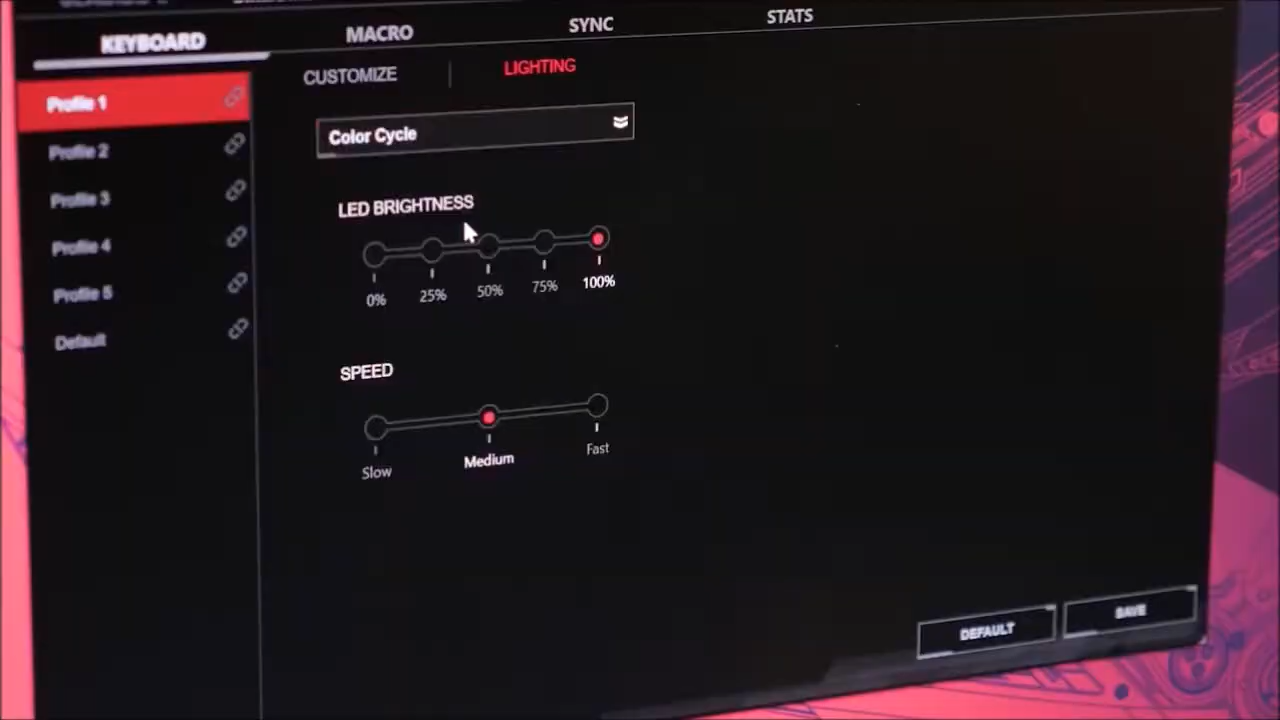 KEYBOARD
MACRO
SYNC
STATS
CUSTOMIZE
LIGHTING
Profile 1
Profile 2
Profile 3
Profile 4
Profile 5
Default
Color Cycle
LED BRIGHTNESS
0% 25% 50% 75% 100%
SPEED
Slow Medium Fast
DEFAULT
SAVE